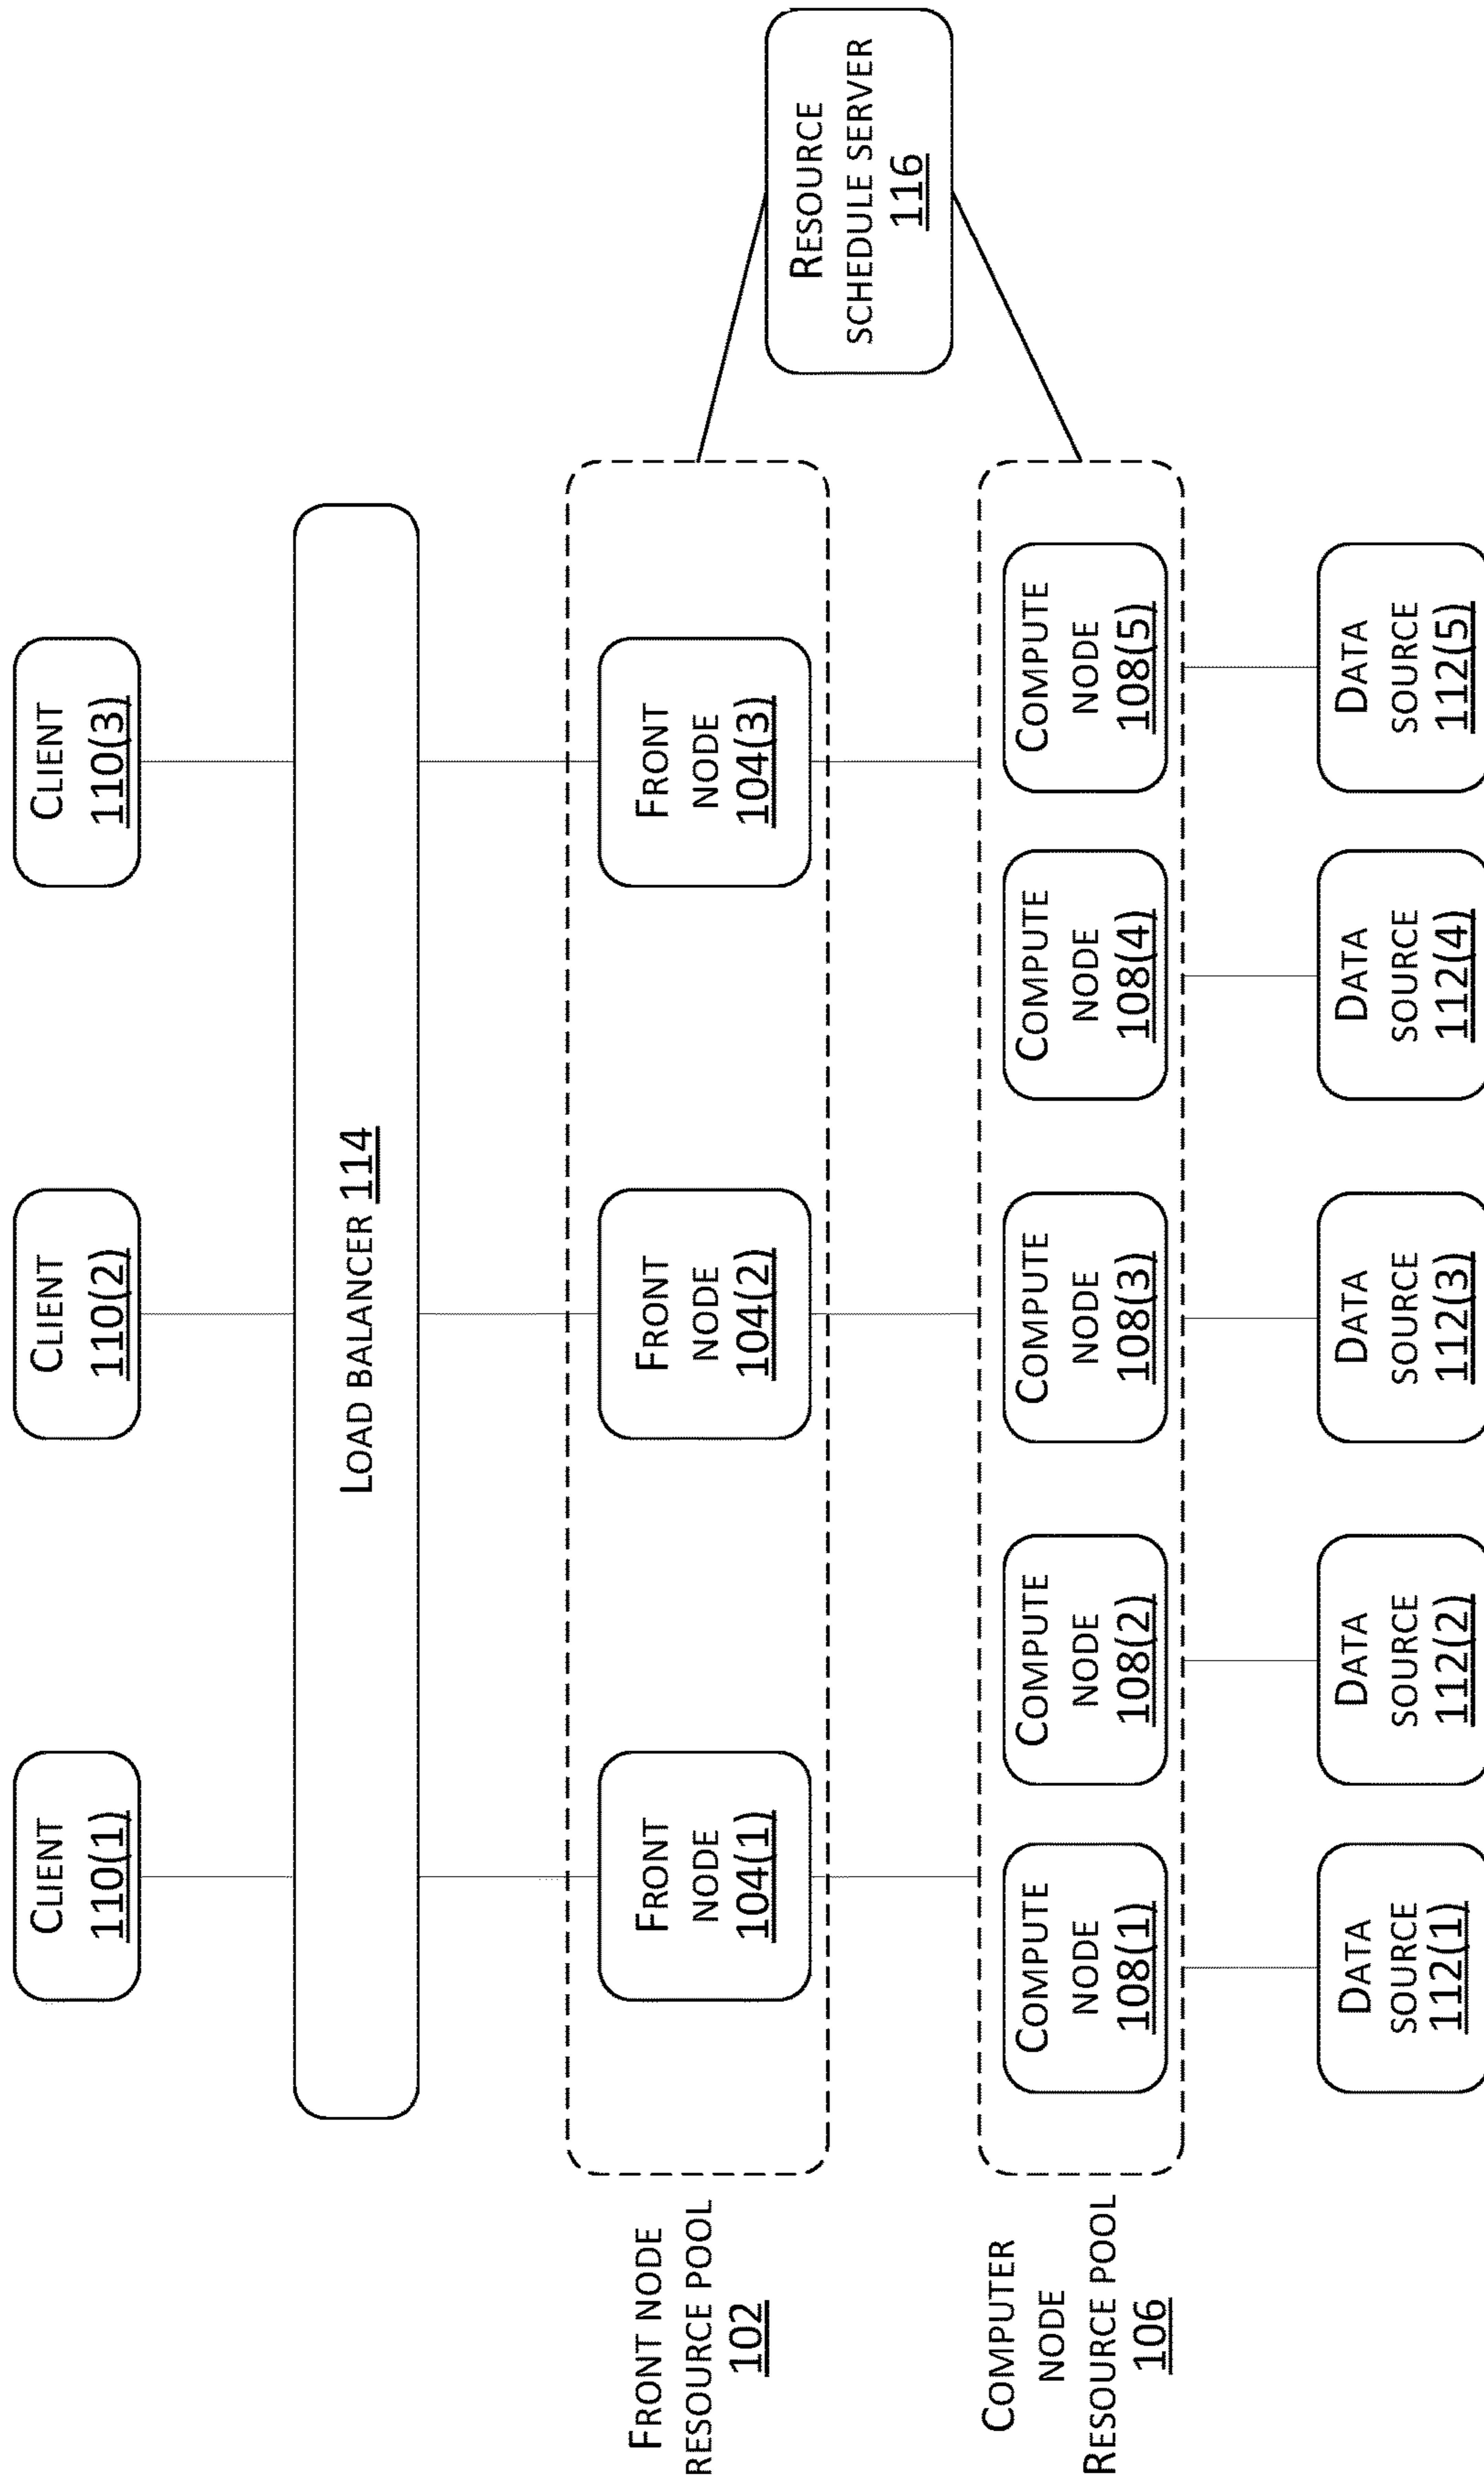 CLIENT
110(1)
CLIENT
110(2)
CLIENT
110(3)
LOAD BALANCER 114
FRONT NODE
RESOURCE POOL
102
FRONT
NODE
104(1)
FRONT
NODE
104(2)
FRONT
NODE
104(3)
RESOURCE
SCHEDULE SERVER
116
COMPUTER
NODE
RESOURCE POOL
106
COMPUTE
NODE
108(1)
COMPUTE
NODE
108(2)
COMPUTE
NODE
108(3)
COMPUTE
NODE
108(4)
COMPUTE
NODE
108(5)
DATA
SOURCE
112(1)
DATA
SOURCE
112(2)
DATA
SOURCE
112(3)
DATA
SOURCE
112(4)
DATA
SOURCE
112(5)